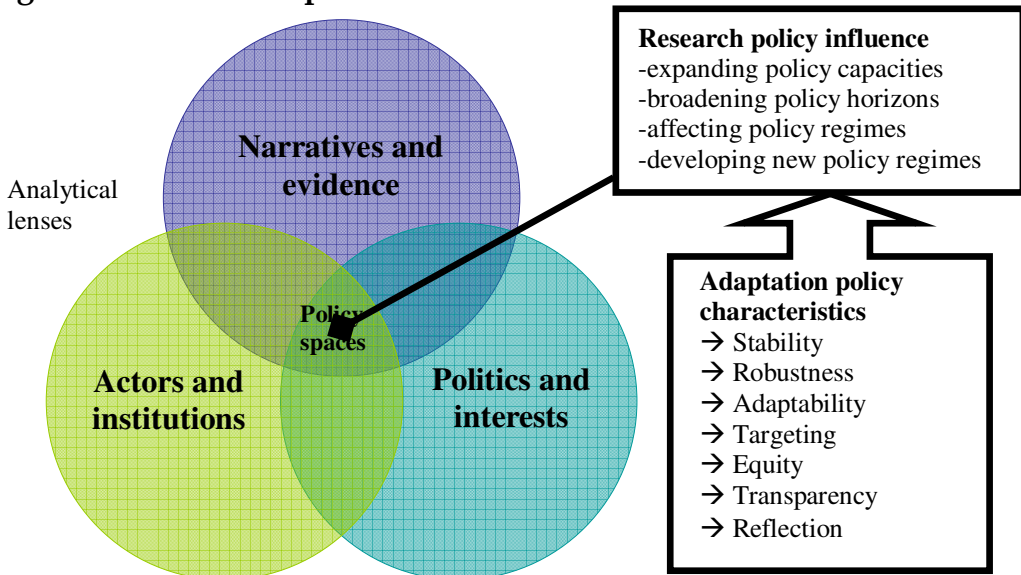 Research policy influence
-expanding policy capacities
-broadening policy horizons
-affecting policy regimes
-developing new policy regimes
Narratives and
evidence
Analytical
lenses
Policy
spaces
Actors and
institutions
Politics and
interests
Adaptation policy
characteristics
→ Stability
→ Robustness
→ Adaptability
→ Targeting
→ Equity
→ Transparency
→ Reflection